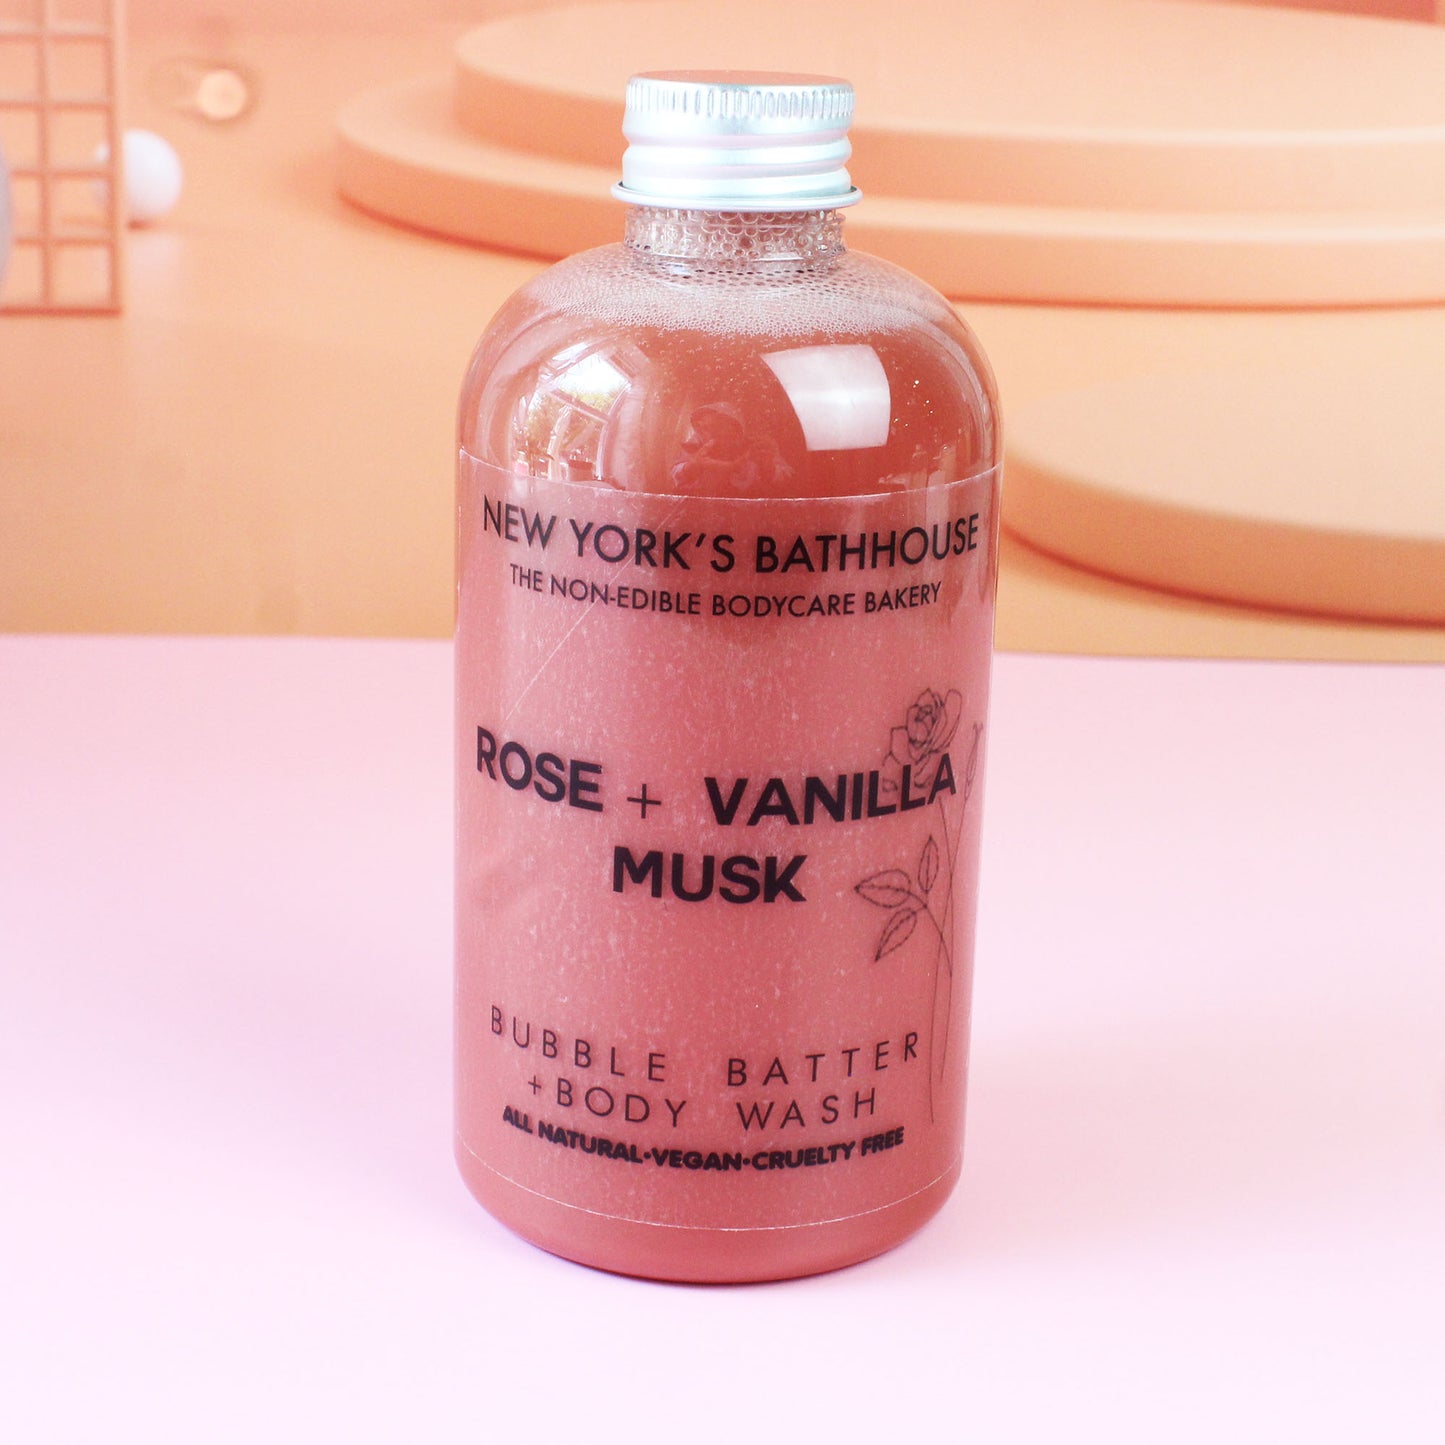 NEW YORK'S BATHHOUSE
THE NON-EDIBLE BODYCARE BAKERY
ROSE + VANILLA
MUSK
BUBBLE BATTER
+BODY WASH
ALL NATURAL•VEGAN•CRUELTY FREE